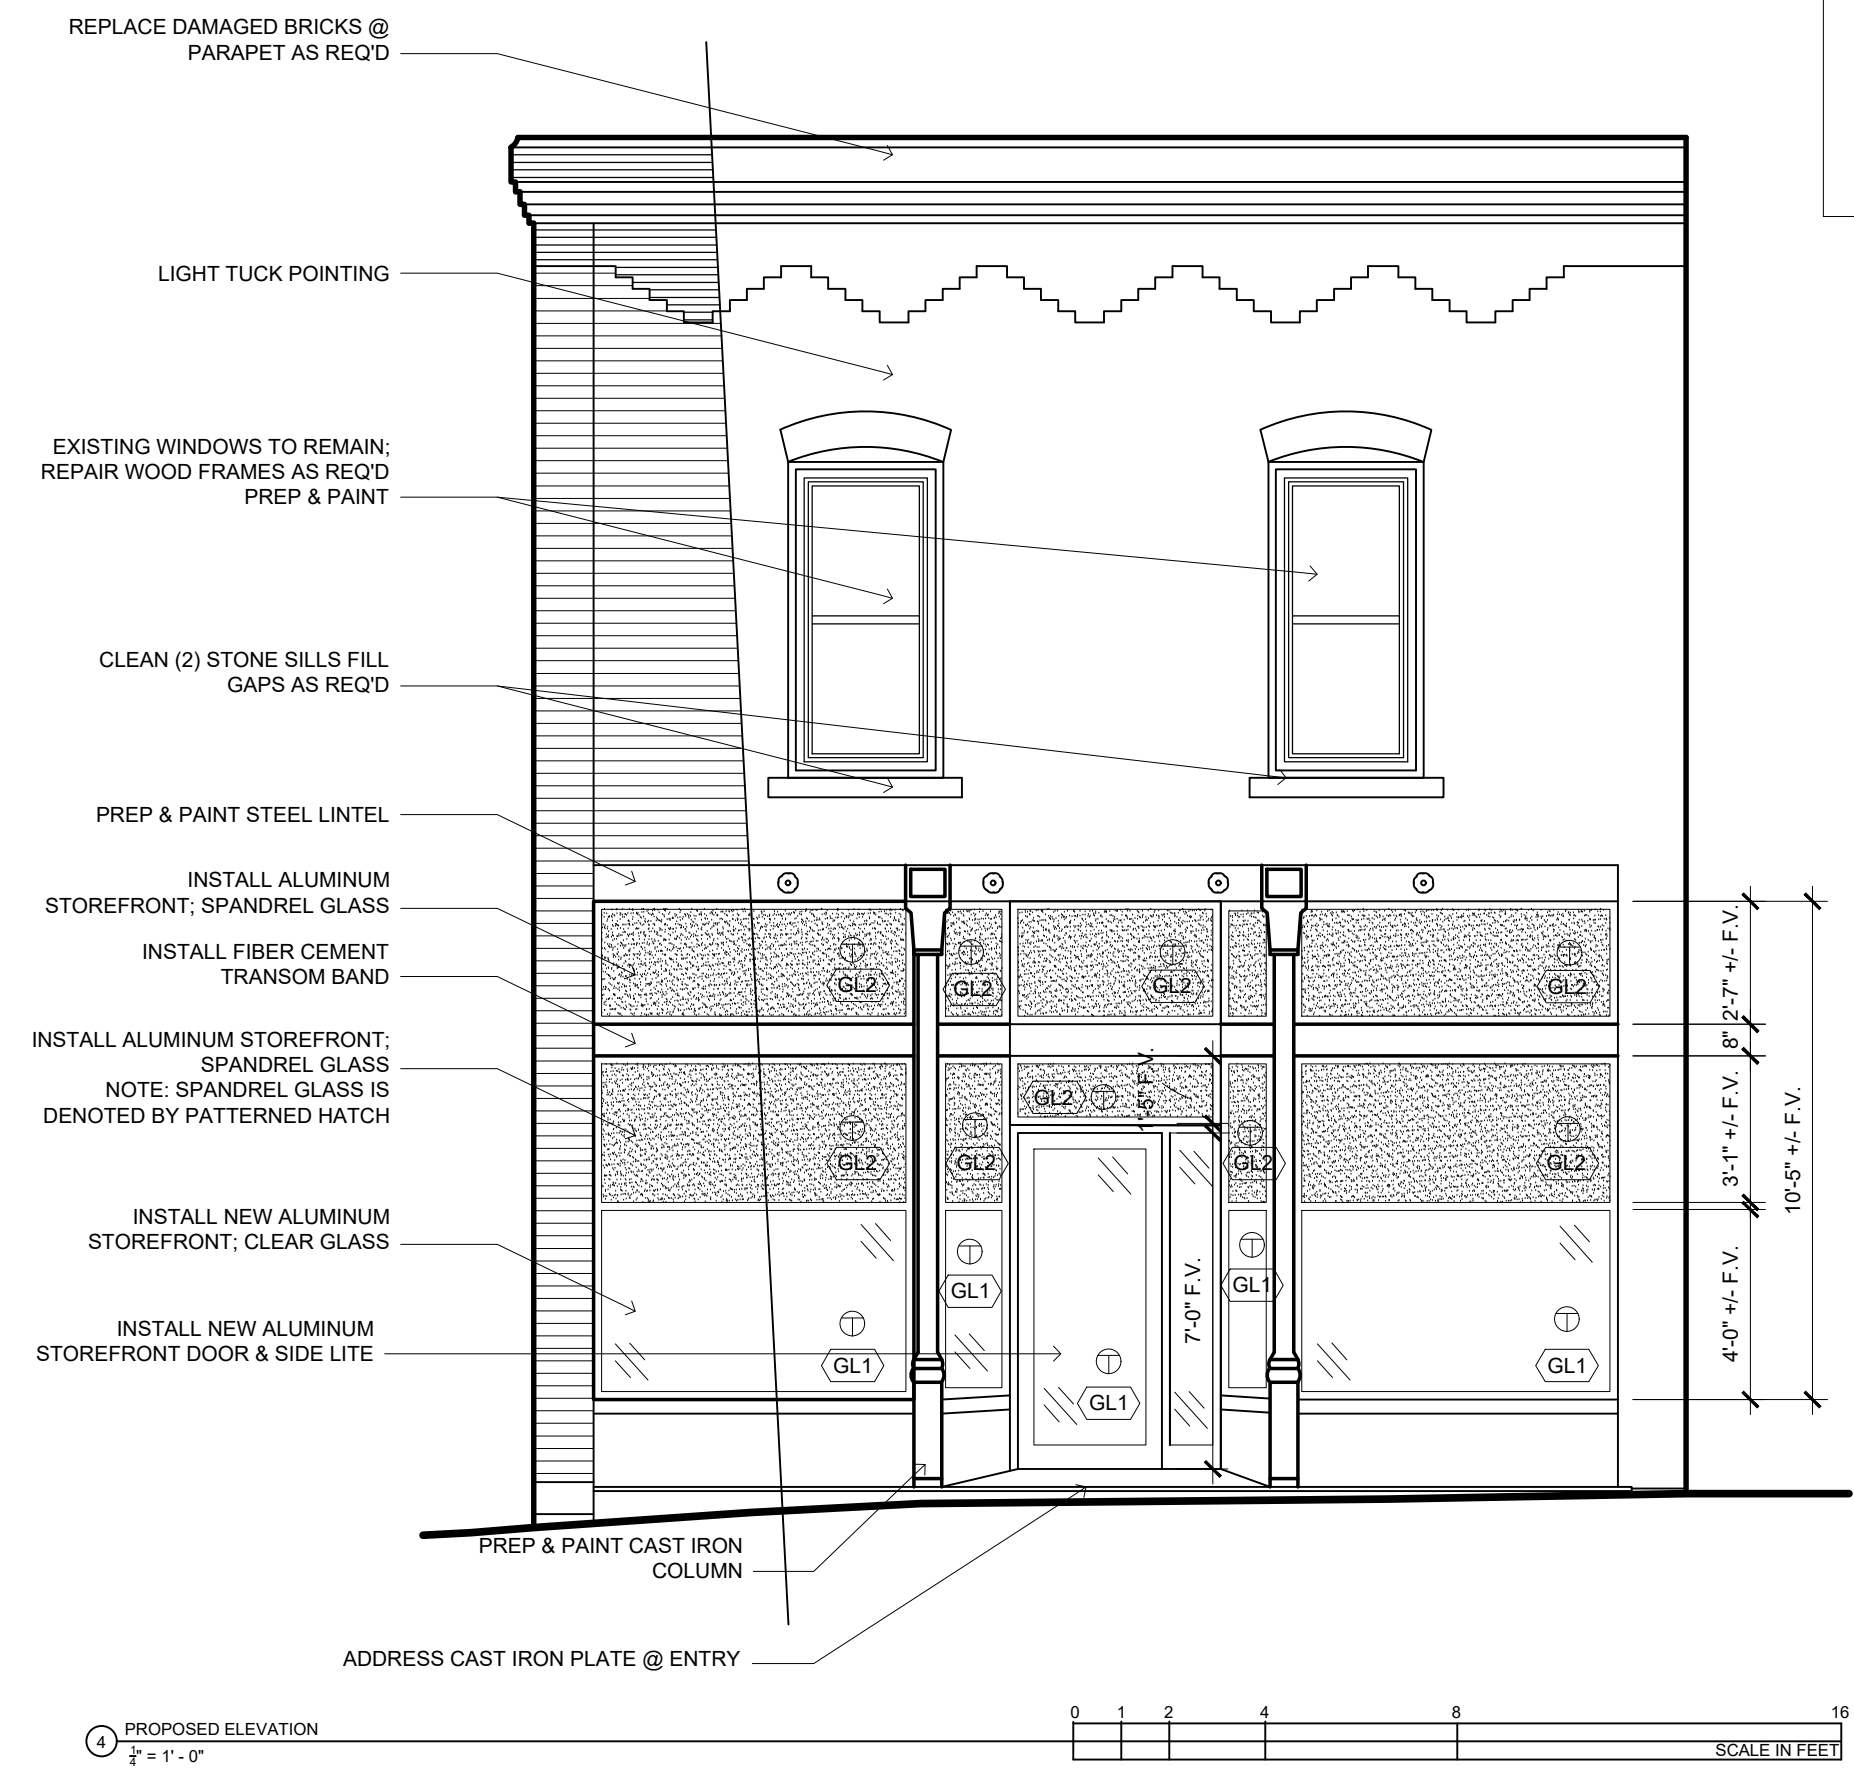 REPLACE DAMAGED BRICKS @
PARAPET AS REQ'D
LIGHT TUCK POINTING
EXISTING WINDOWS TO REMAIN;
REPAIR WOOD FRAMES AS REQ'D
PREP & PAINT
CLEAN (2) STONE SILLS FILL
GAPS AS REQ'D
PREP & PAINT STEEL LINTEL
INSTALL ALUMINUM
STOREFRONT; SPANDREL GLASS
INSTALL FIBER CEMENT
TRANSOM BAND
INSTALL ALUMINUM STOREFRONT;
SPANDREL GLASS
NOTE: SPANDREL GLASS IS
DENOTED BY PATTERNED HATCH
INSTALL NEW ALUMINUM
STOREFRONT; CLEAR GLASS
INSTALL NEW ALUMINUM
STOREFRONT DOOR & SIDE LITE
T
GL2
T
GL2
T
GL2
T
GL2
GL2
T
1'-5" F.V.
T
GL2
T
GL2
T
GL2
T
GL2
T
GL1
T
GL1
T
GL1
T
GL1
T
GL1
7'-0" F.V.
2'-7" +/- F.V.
8"
3'-1" +/- F.V.
4'-0" +/- F.V.
10'-5" +/- F.V.
PREP & PAINT CAST IRON
COLUMN
ADDRESS CAST IRON PLATE @ ENTRY
4
PROPOSED ELEVATION
1/4" = 1' - 0"
0 1 2 4 8 16
SCALE IN FEET